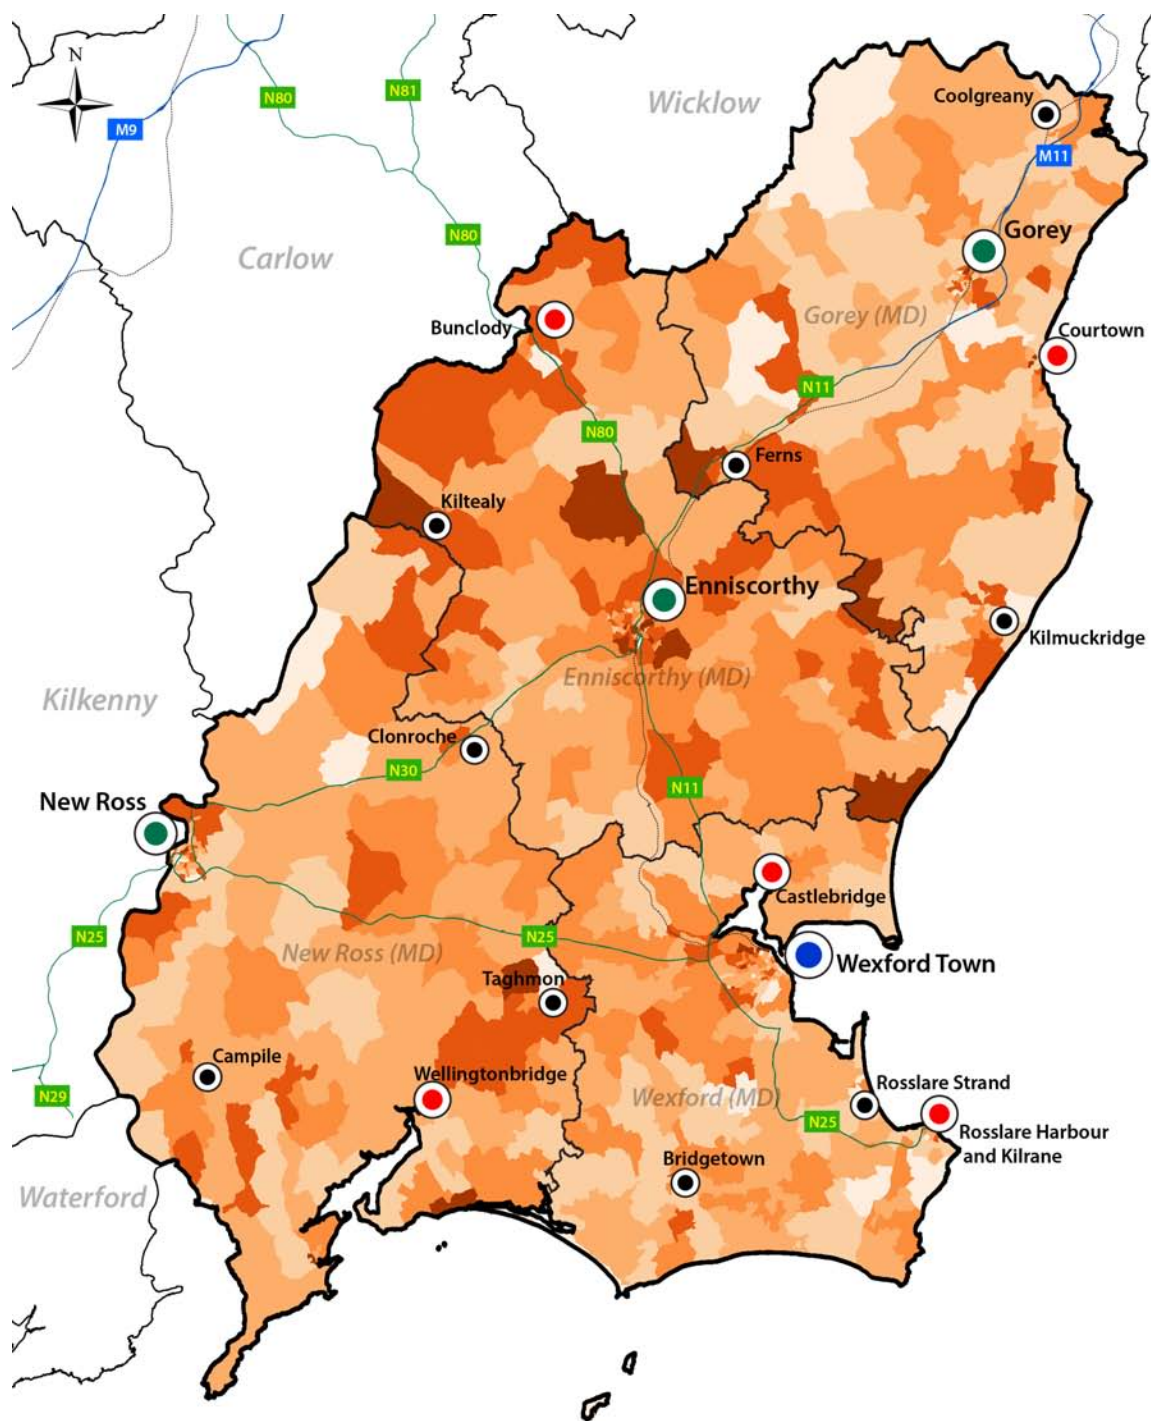 N
N80
N81
Wicklow
Coolgreany
M9
M11
N80
Gorey
Carlow
Gorey (MD)
Bunclody
Courtown
N11
N80
Ferns
Kiltealy
Enniscorthy
Kilmuckridge
Enniscorthy (MD)
Kilkenny
Clonroche
N30
N11
New Ross
Castlebridge
N25
N25
New Ross (MD)
Wexford Town
Taghmon
Campile
Wellingtonbridge
Rosslare Strand
N29
Wexford (MD)
N25
Rosslare Harbour
and Kilrane
Bridgetown
Waterford